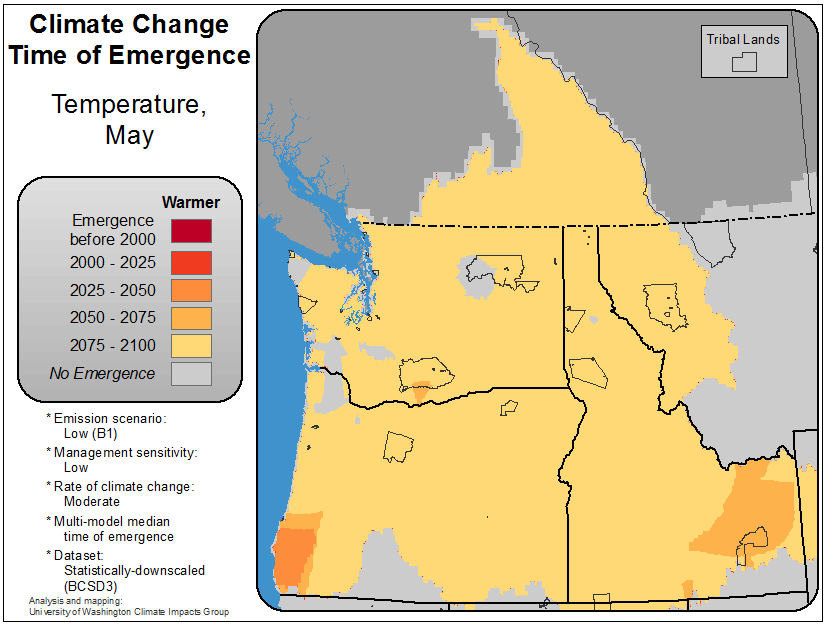 Climate Change
Time of Emergence
Temperature,
May
Warmer
Emergence
before 2000
2000 - 2025
2025 - 2050
2050 - 2075
2075 - 2100
No Emergence
* Emission scenario:
Low (B1)
* Management sensitivity:
Low
* Rate of climate change:
Moderate
* Multi-model median
time of emergence
* Dataset:
Statistically-downscaled
(BCSD3)
Analysis and mapping:
University of Washington Climate Impacts Group
Tribal Lands